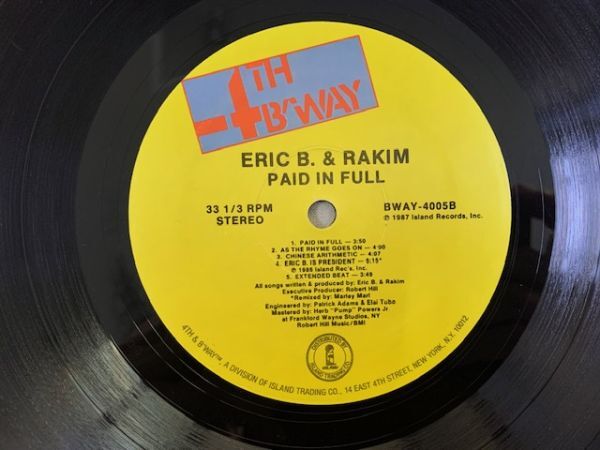 4TH
B'WAY
ERIC B. & RAKIM
PAID IN FULL
33 1/3 RPM
STEREO
BWAY-4005B
℗ 1987 Island Records, Inc.
1. PAID IN FULL — 3:50
2. AS THE RHYME GOES ON — 4:00
3. CHINESE ARITHMETIC — 4:07
4. ERIC B. IS PRESIDENT — 6:15*
℗ 1986 Island Rec's. Inc.
5. EXTENDED BEAT — 3:49
All songs written & produced by: Eric B. & Rakim
Executive Producer: Robert Hill
*Remixed by: Marley Marl
Engineered by: Patrick Adams & Elai Tubo
Mastered by: Herb "Pump" Powers Jr
at Frankford Wayne Studios, NY
Robert Hill Music/BMI
DISTRIBUTED BY
ISLAND TRADING CO.
4TH & B'WAY™, A DIVISION OF ISLAND TRADING CO., 14 EAST 4TH STREET, NEW YORK, N.Y. 10012